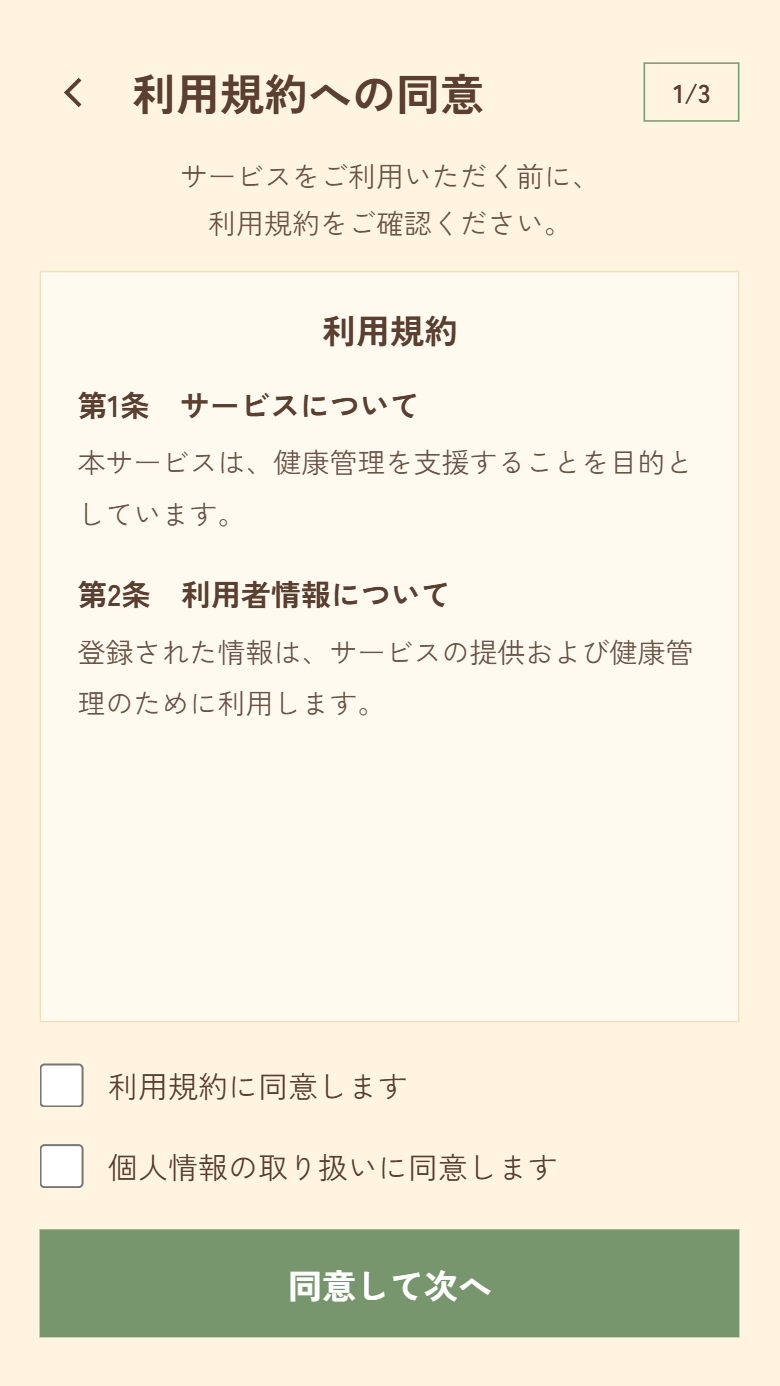 利用規約への同意
1/3
サービスをご利用いただく前に、
利用規約をご確認ください。
利用規約
第1条　サービスについて
本サービスは、健康管理を支援することを目的と
しています。
第2条　利用者情報について
登録された情報は、サービスの提供および健康管
理のために利用します。
利用規約に同意します
個人情報の取り扱いに同意します
同意して次へ